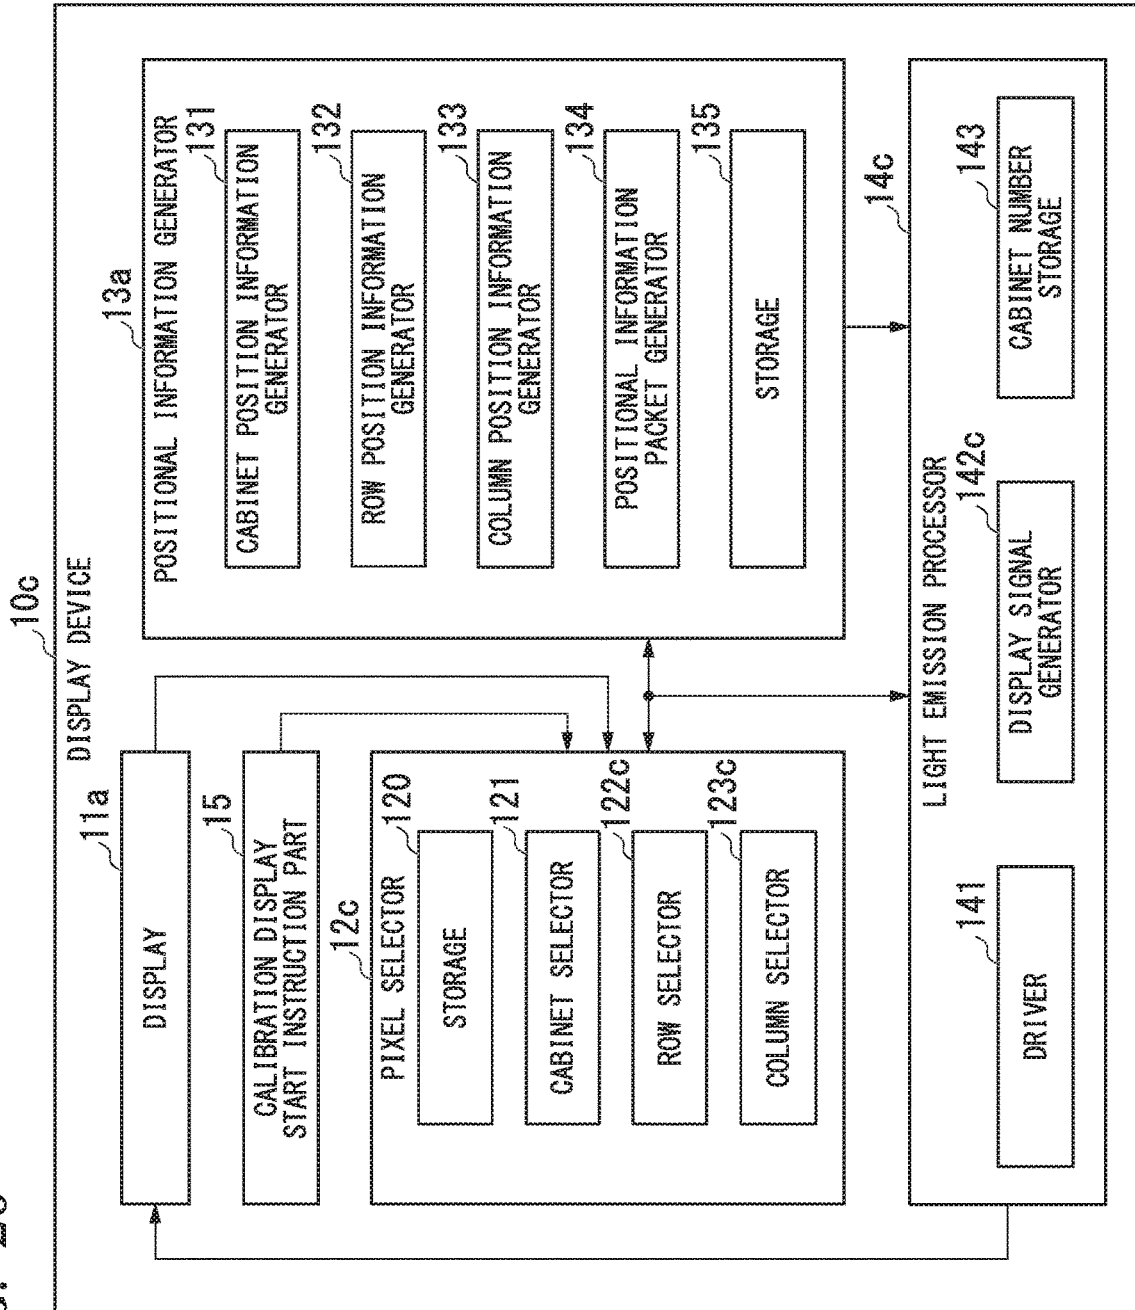 10c
DISPLAY DEVICE
11a
DISPLAY
15
CALIBRATION DISPLAY
START INSTRUCTION PART
12c
PIXEL SELECTOR
120
STORAGE
121
CABINET SELECTOR
122c
ROW SELECTOR
123c
COLUMN SELECTOR
13a
POSITIONAL INFORMATION GENERATOR
131
CABINET POSITION INFORMATION
GENERATOR
132
ROW POSITION INFORMATION
GENERATOR
133
COLUMN POSITION INFORMATION
GENERATOR
134
POSITIONAL INFORMATION
PACKET GENERATOR
135
STORAGE
14c
LIGHT EMISSION PROCESSOR
141
DRIVER
142c
DISPLAY SIGNAL
GENERATOR
143
CABINET NUMBER
STORAGE